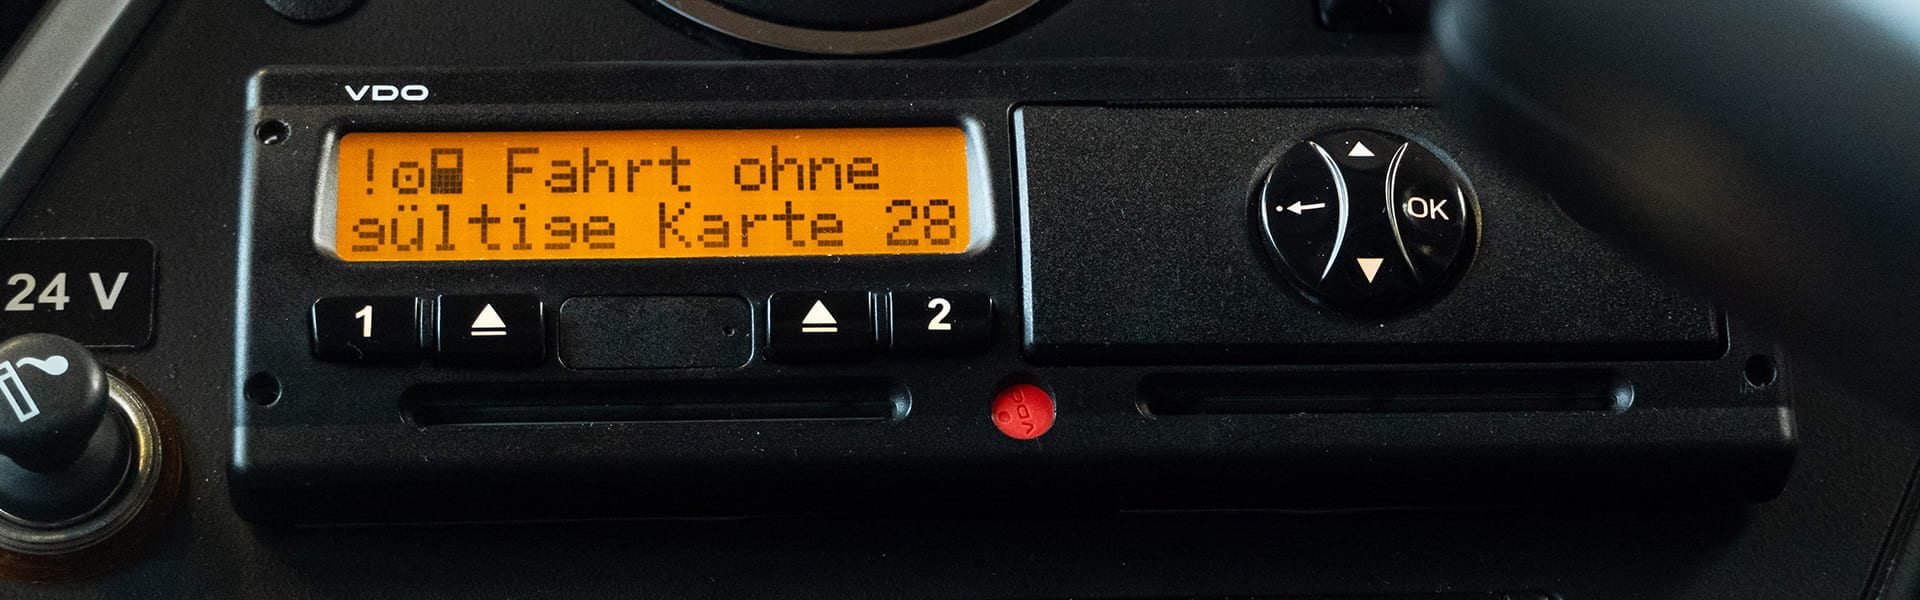 VDO
! Fahrt ohne
gültige Karte 28
24 V
1
2
OK
VDO